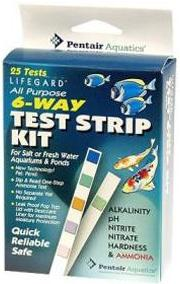 Pentair Aquatics
25 Tests
LIFEGARD
All Purpose
6-WAY
TEST STRIP
KIT
For Salt or Fresh Water
Aquariums & Ponds
• New Technology!
Pat. Pend.
• Dip & Read One Step
Ammonia Test
• No Separate Vial
Required
• Leak Proof Pop Top
Lid with Desiccant
Liner for Maximum
Moisture Protection
Quick
Reliable
Safe
ALKALINITY
pH
NITRITE
NITRATE
HARDNESS
& AMMONIA
Pentair Aquatics